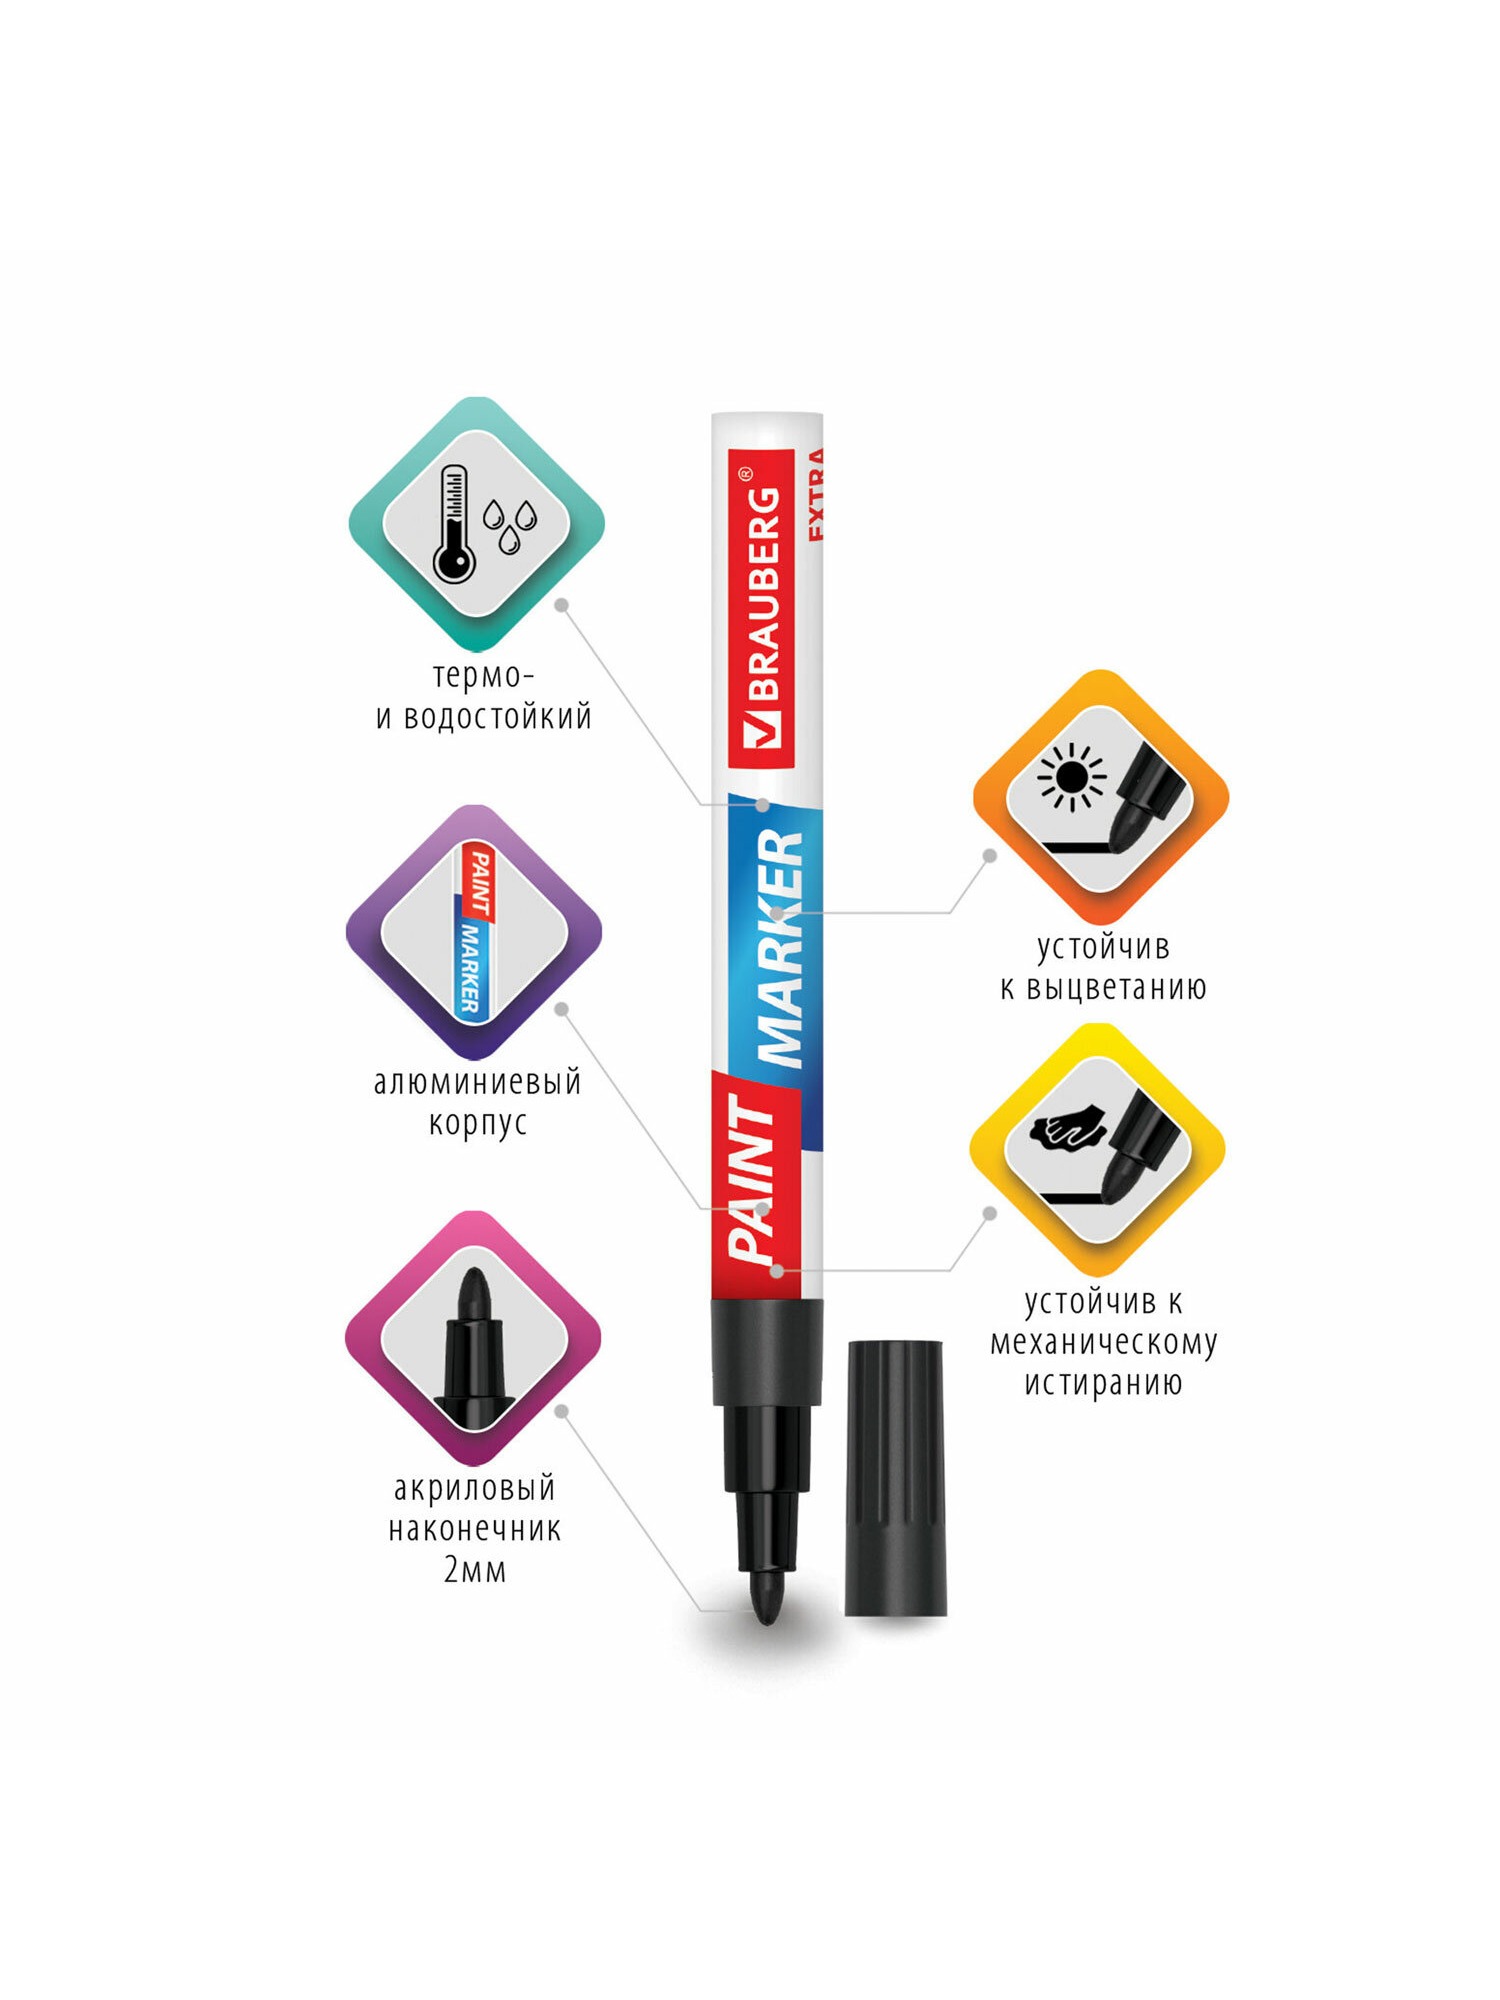 термо-
и водостойкий
алюминиевый
корпус
акриловый
наконечник
2мм
BRAUBERG®
EXTRA
PAINT MARKER
PAINT MARKER
устойчив
к выцветанию
устойчив к
механическому
истиранию